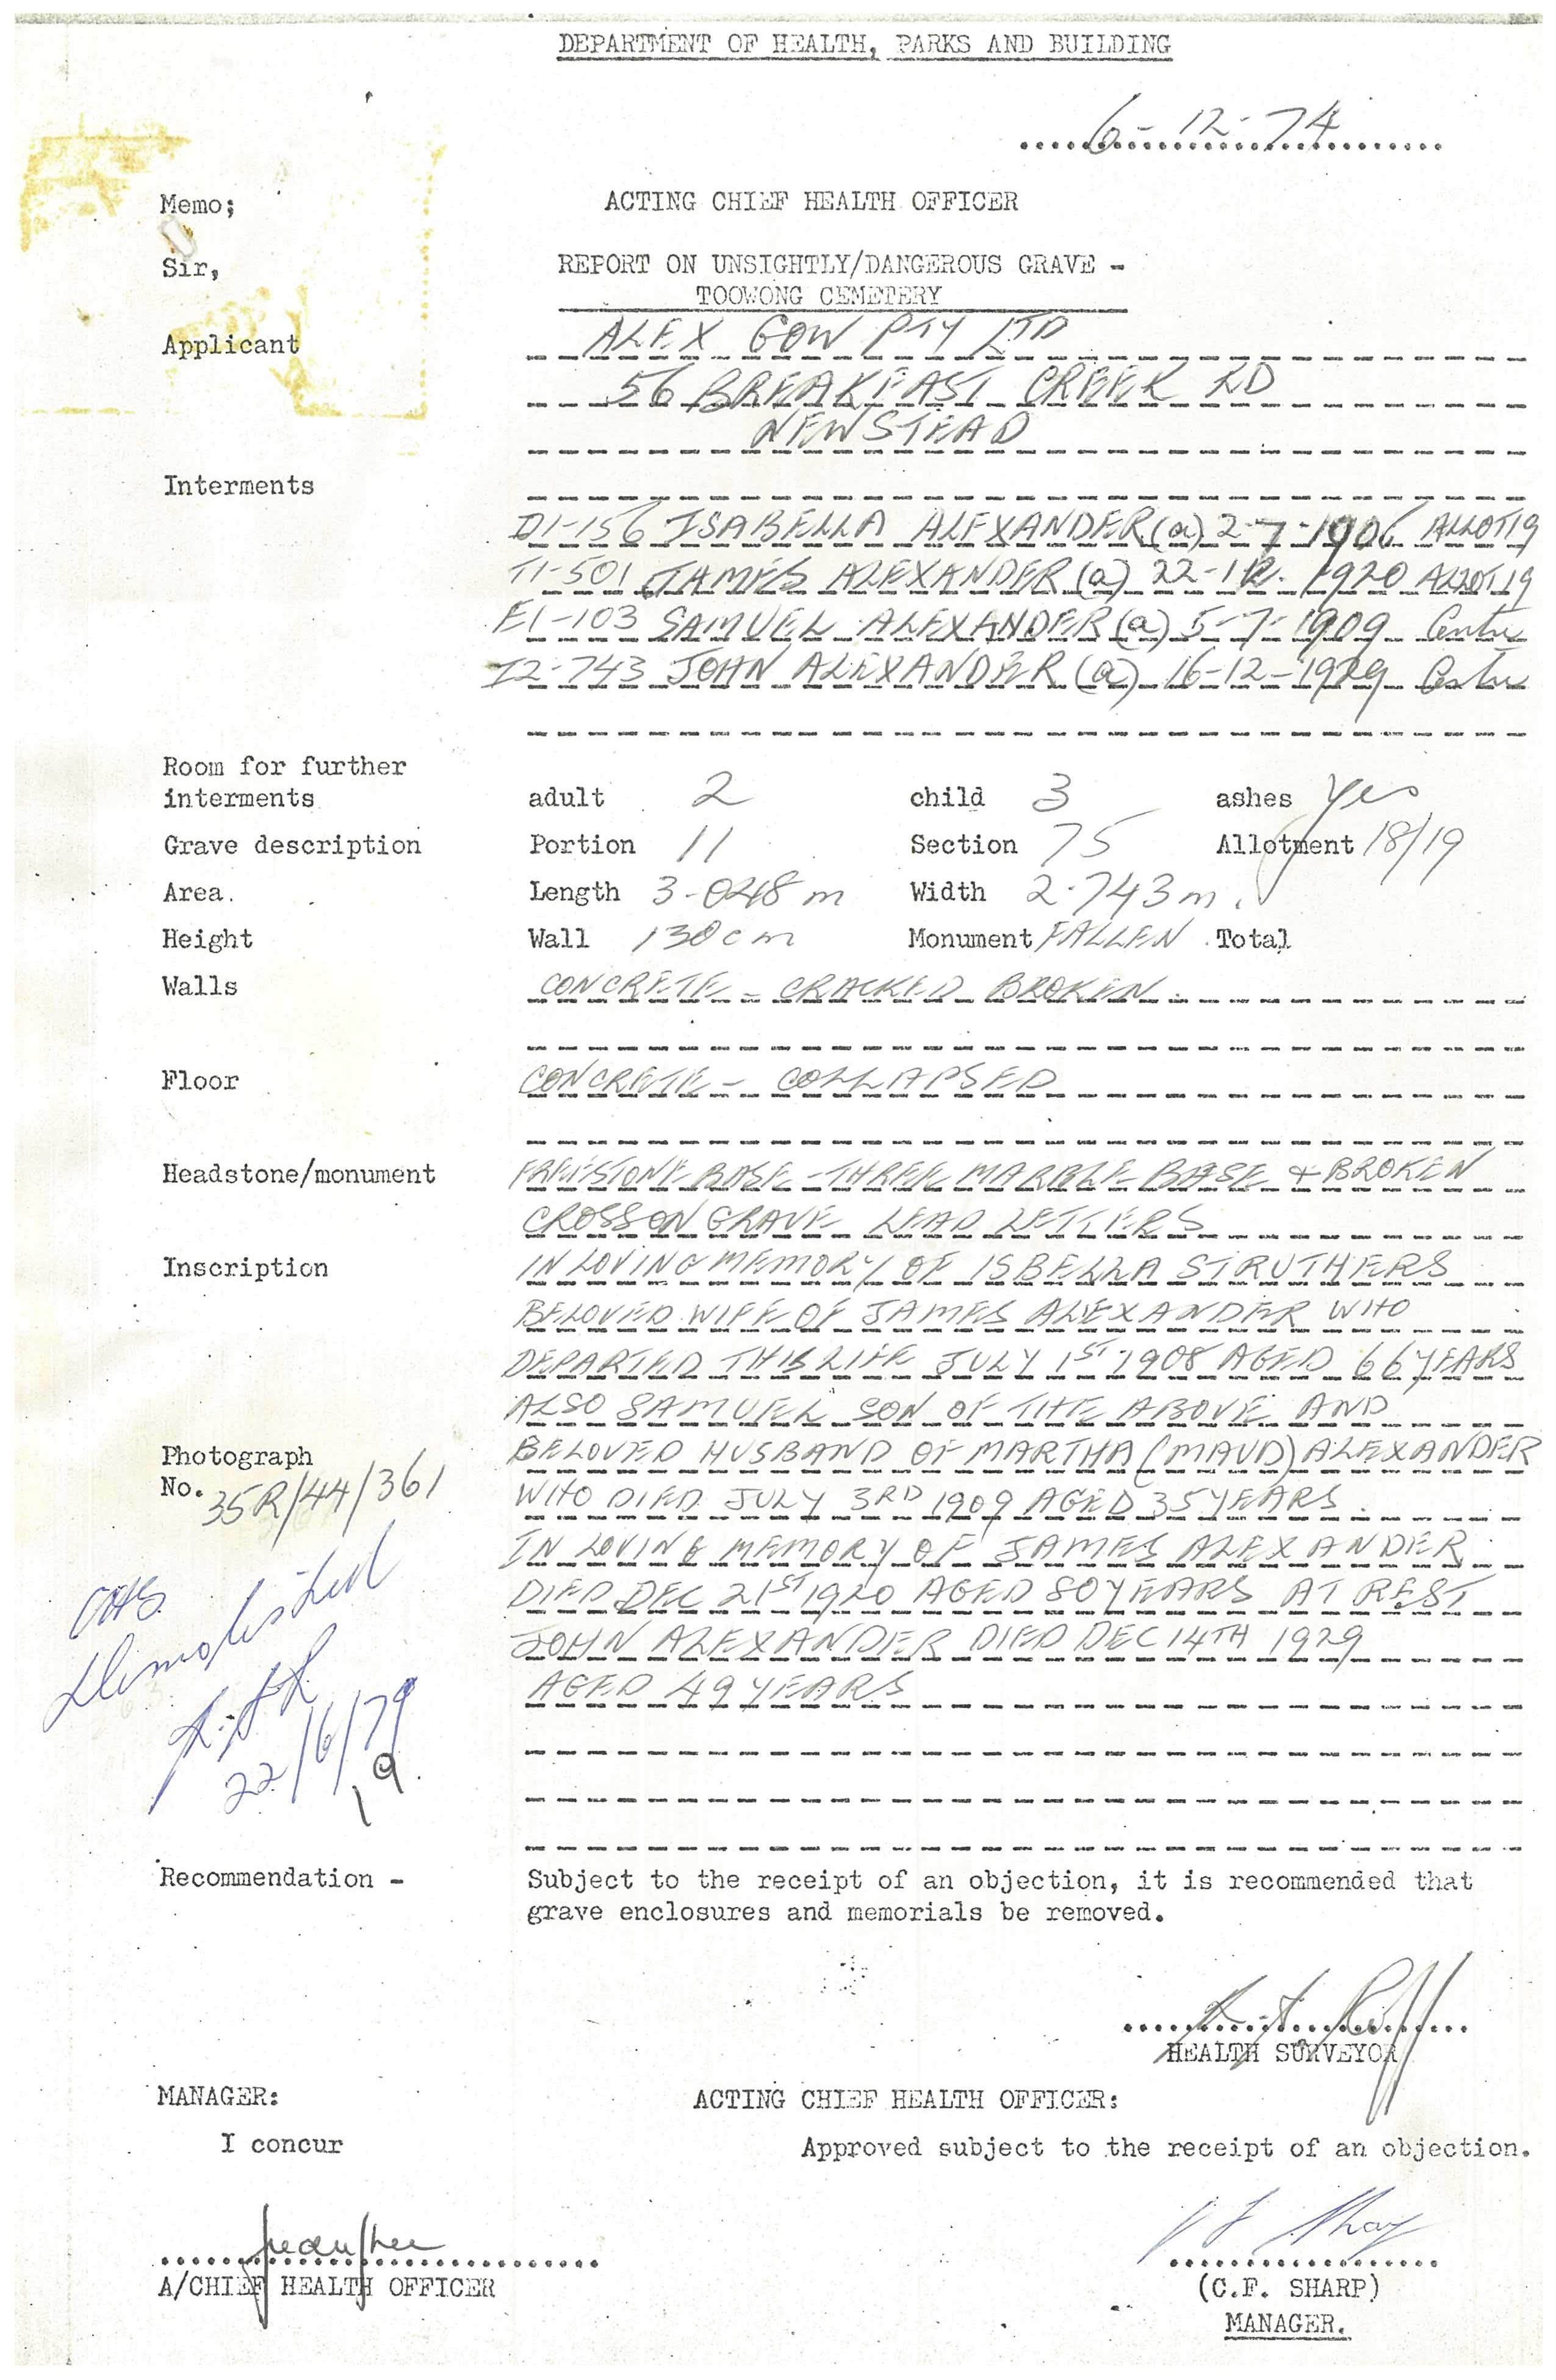 DEPARTMENT OF HEALTH, PARKS AND BUILDING
6-12-74
Memo; ACTING CHIEF HEALTH OFFICER
Sir, REPORT ON UNSIGHTLY/DANGEROUS GRAVE -
TOOWONG CEMETERY
Applicant ALEX GOW PTY LTD
56 BREAKFAST CREEK RD
NEWSTEAD
Interments
D1-156 ISABELLA ALEXANDER (a) 2-7-1906 ALLOT 19
T1-501 JAMES ALEXANDER (a) 22-12-1920 ALLOT 19
E1-103 SAMUEL ALEXANDER (a) 5-7-1909 Centre
I2-743 JOHN ALEXANDER (a) 16-12-1929 Centre
Room for further
interments adult 2 child 3 ashes Yes
Grave description Portion 11 Section 75 Allotment 18/19
Area. Length 3.048 m Width 2.743 m.
Height Wall 130cm Monument FALLEN Total
Walls CONCRETE - CRACKED BROKEN.
Floor CONCRETE - COLLAPSED
Headstone/monument FREESTONE BASE - THREE MARBLE BASE + BROKEN
CROSS ON GRAVE LEAD LETTERS
Inscription IN LOVING MEMORY OF ISBELLA STRUTHERS
BELOVED WIFE OF JAMES ALEXANDER WHO
DEPARTED THIS LIFE JULY 1ST 1908 AGED 66 YEARS
ALSO SAMUEL SON OF THE ABOVE AND
Photograph BELOVED HUSBAND OF MARTHA (MAUD) ALEXANDER
No. 35R/44/361 WHO DIED JULY 3RD 1909 AGED 35 YEARS.
IN LOVING MEMORY OF JAMES ALEXANDER
DIED DEC 21ST 1920 AGED 80 YEARS AT REST
JOHN ALEXANDER DIED DEC 14TH 1929
AGED 49 YEARS
Demolished
22/6/79
19.
Recommendation - Subject to the receipt of an objection, it is recommended that
grave enclosures and memorials be removed.
HEALTH SURVEYOR
MANAGER: ACTING CHIEF HEALTH OFFICER:
I concur Approved subject to the receipt of an objection.
A/CHIEF HEALTH OFFICER (C.F. SHARP)
MANAGER.